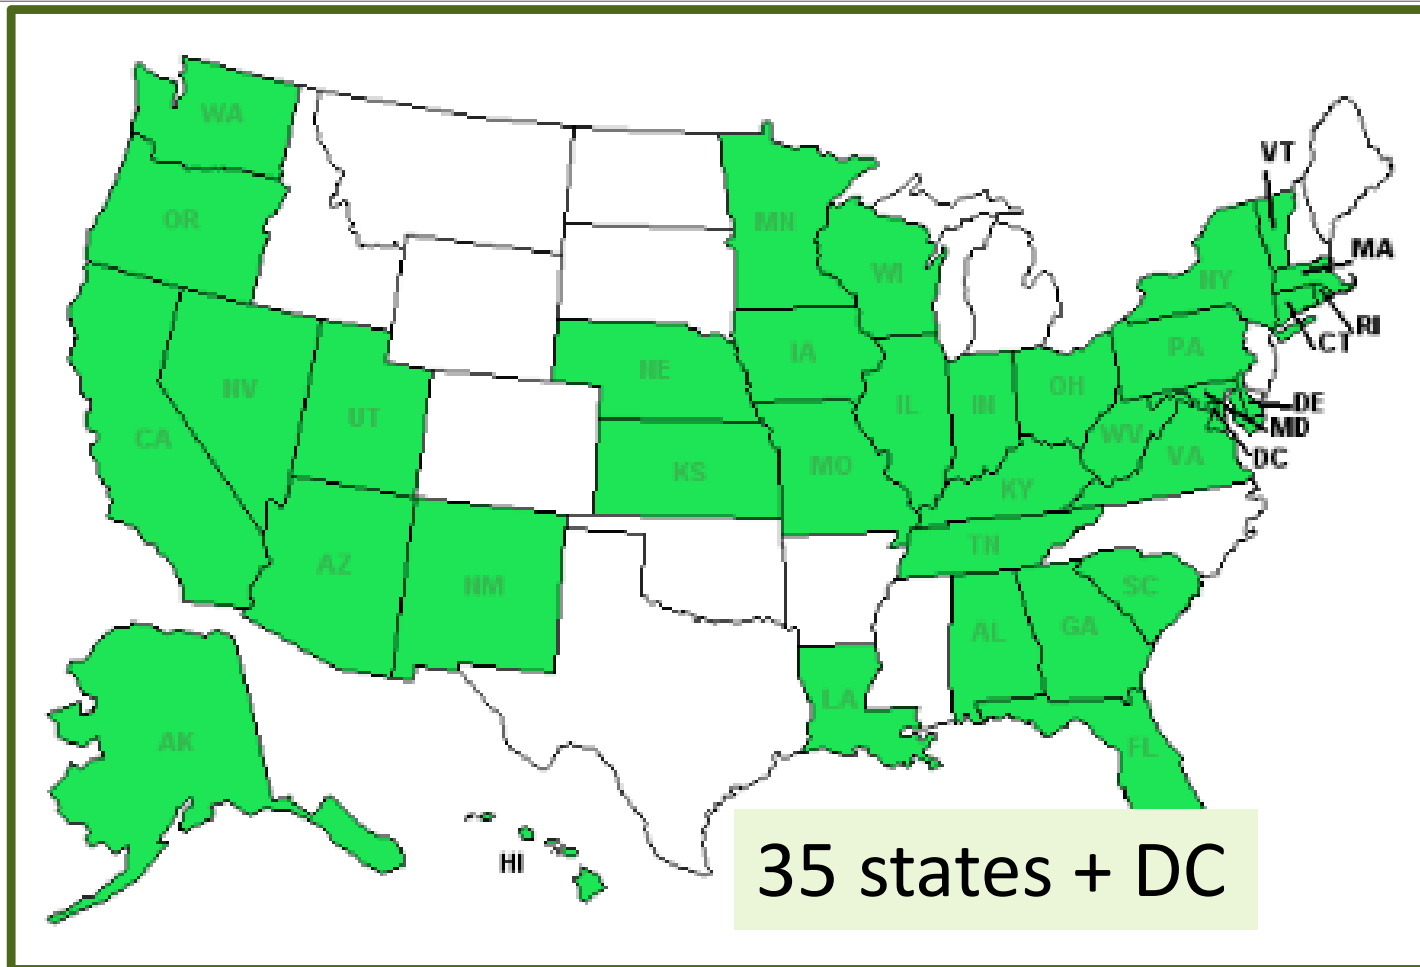 WA
VT
OR
MN
MA
WI
NY
RI
CT
IA
PA
NE
OH
NV
UT
IL
IN
DE
CA
MD
WV
VA
DC
MO
KS
KY
TN
AZ
NM
SC
GA
AL
LA
AK
FL
HI
35 states + DC